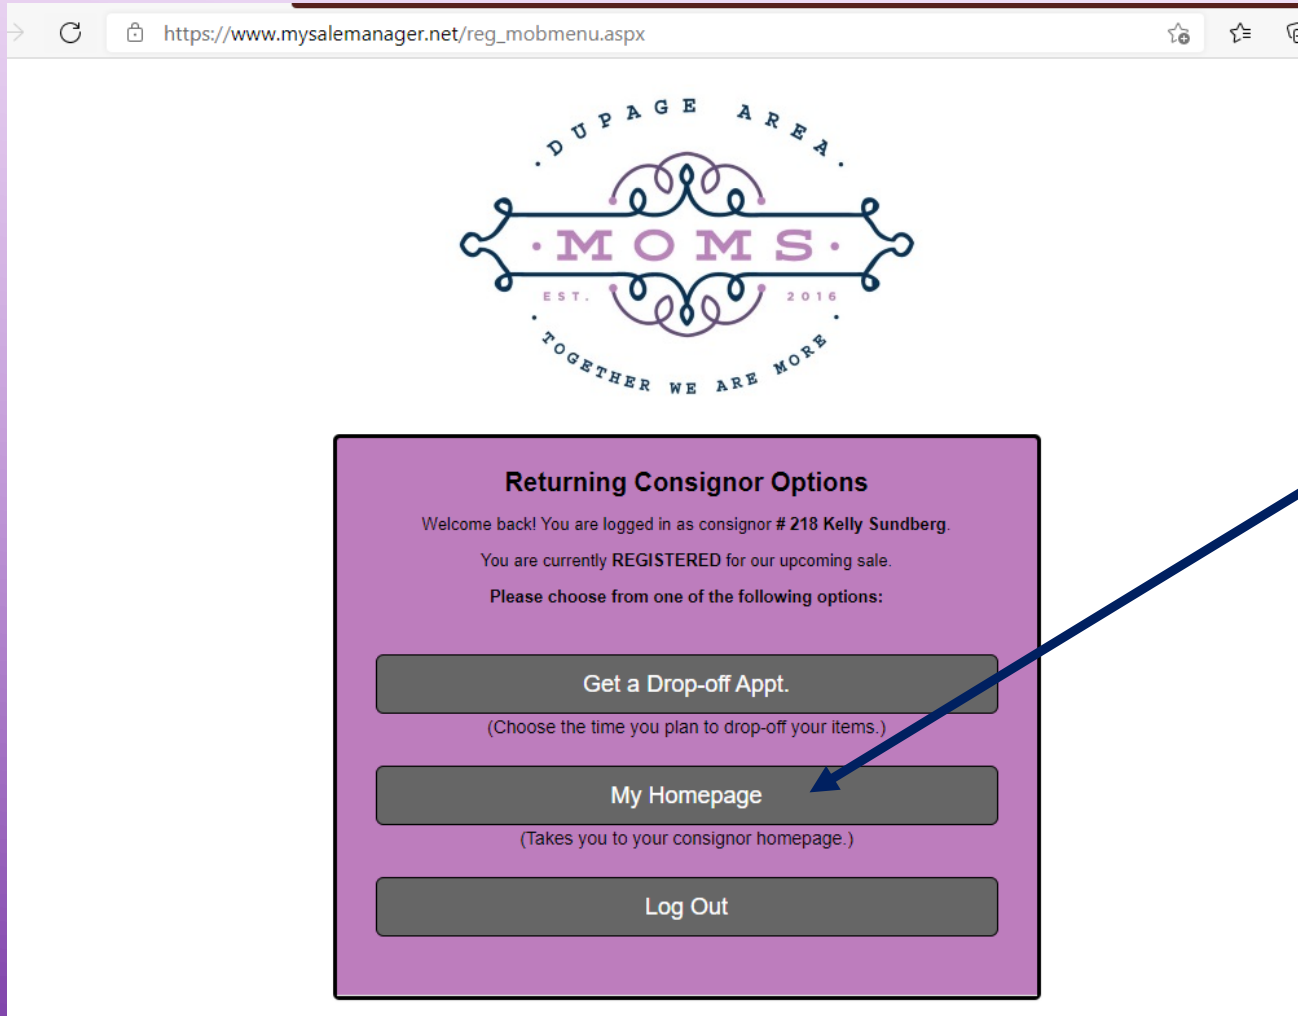 https://www.mysalemanager.net/reg_mobmenu.aspx
· DUPAGE AREA ·
· MOMS ·
EST. 2016
· TOGETHER WE ARE MORE ·
Returning Consignor Options
Welcome back! You are logged in as consignor # 218 Kelly Sundberg.
You are currently REGISTERED for our upcoming sale.
Please choose from one of the following options:
Get a Drop-off Appt.
(Choose the time you plan to drop-off your items.)
My Homepage
(Takes you to your consignor homepage.)
Log Out